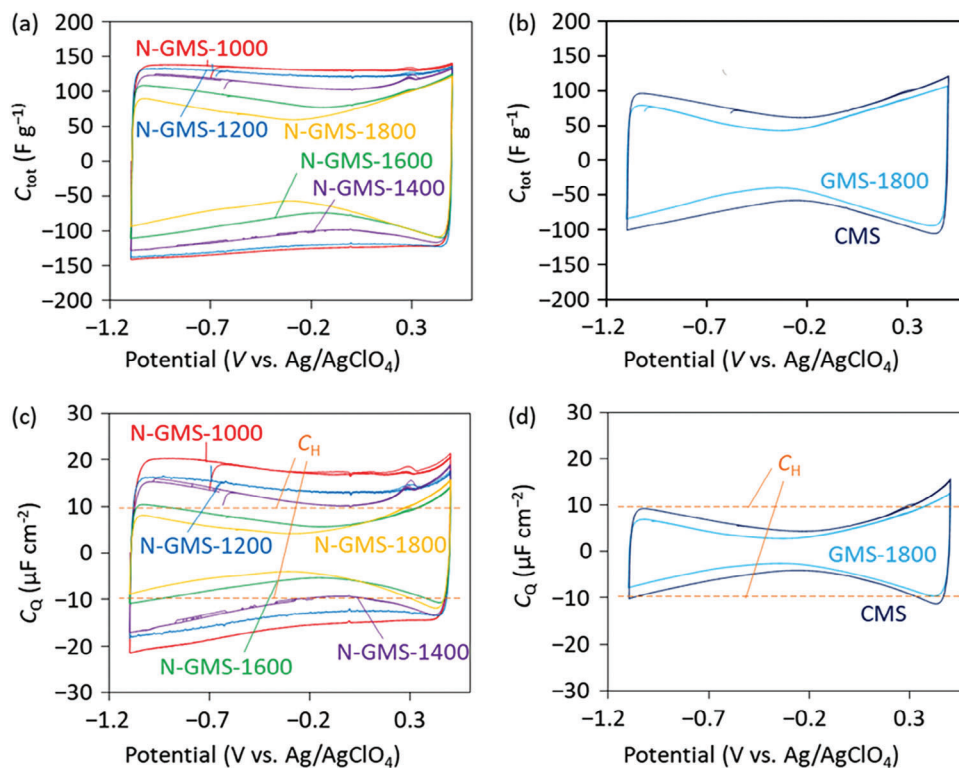 (a)
200
150
100
50
0
−50
−100
−150
−200
C_tot (F g⁻¹)
N-GMS-1000
N-GMS-1200
N-GMS-1800
N-GMS-1600
N-GMS-1400
−1.2 −0.7 −0.2 0.3
Potential (V vs. Ag/AgClO₄)
(b)
200
150
100
50
0
−50
−100
−150
−200
C_tot (F g⁻¹)
GMS-1800
CMS
−1.2 −0.7 −0.2 0.3
Potential (V vs. Ag/AgClO₄)
(c)
30
20
10
0
−10
−20
−30
C_Q (µF cm⁻²)
N-GMS-1000
C_H
N-GMS-1200
N-GMS-1800
N-GMS-1600
N-GMS-1400
−1.2 −0.7 −0.2 0.3
Potential (V vs. Ag/AgClO₄)
(d)
30
20
10
0
−10
−20
−30
C_Q (µF cm⁻²)
C_H
GMS-1800
CMS
−1.2 −0.7 −0.2 0.3
Potential (V vs. Ag/AgClO₄)